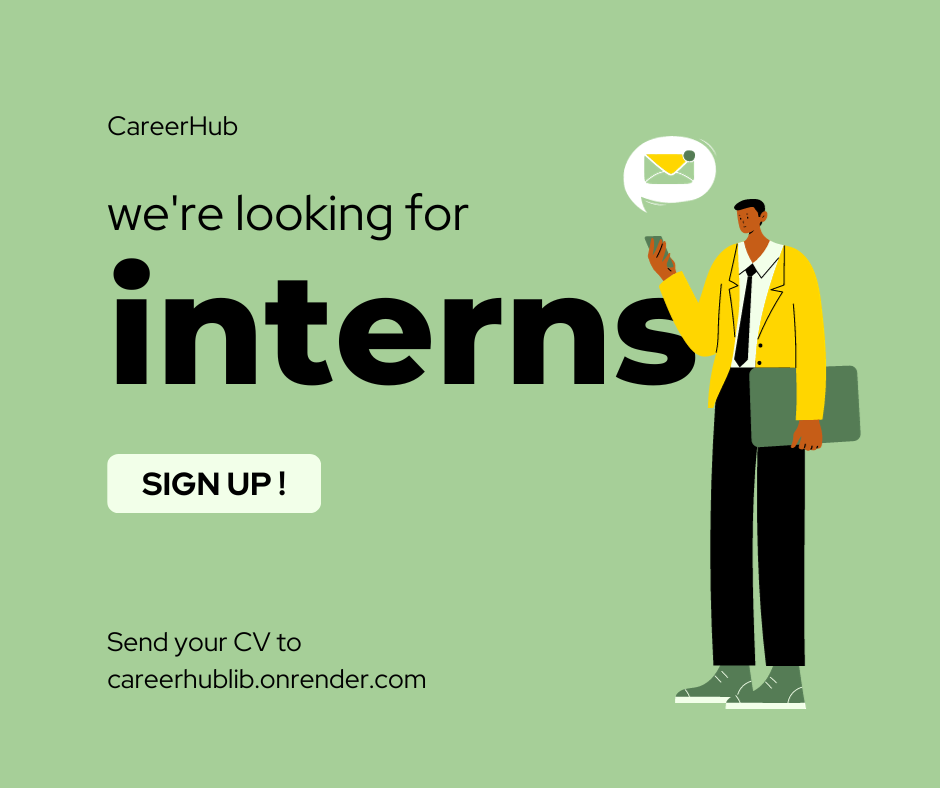 CareerHub
we're looking for
interns
SIGN UP !
Send your CV to
careerhublib.onrender.com